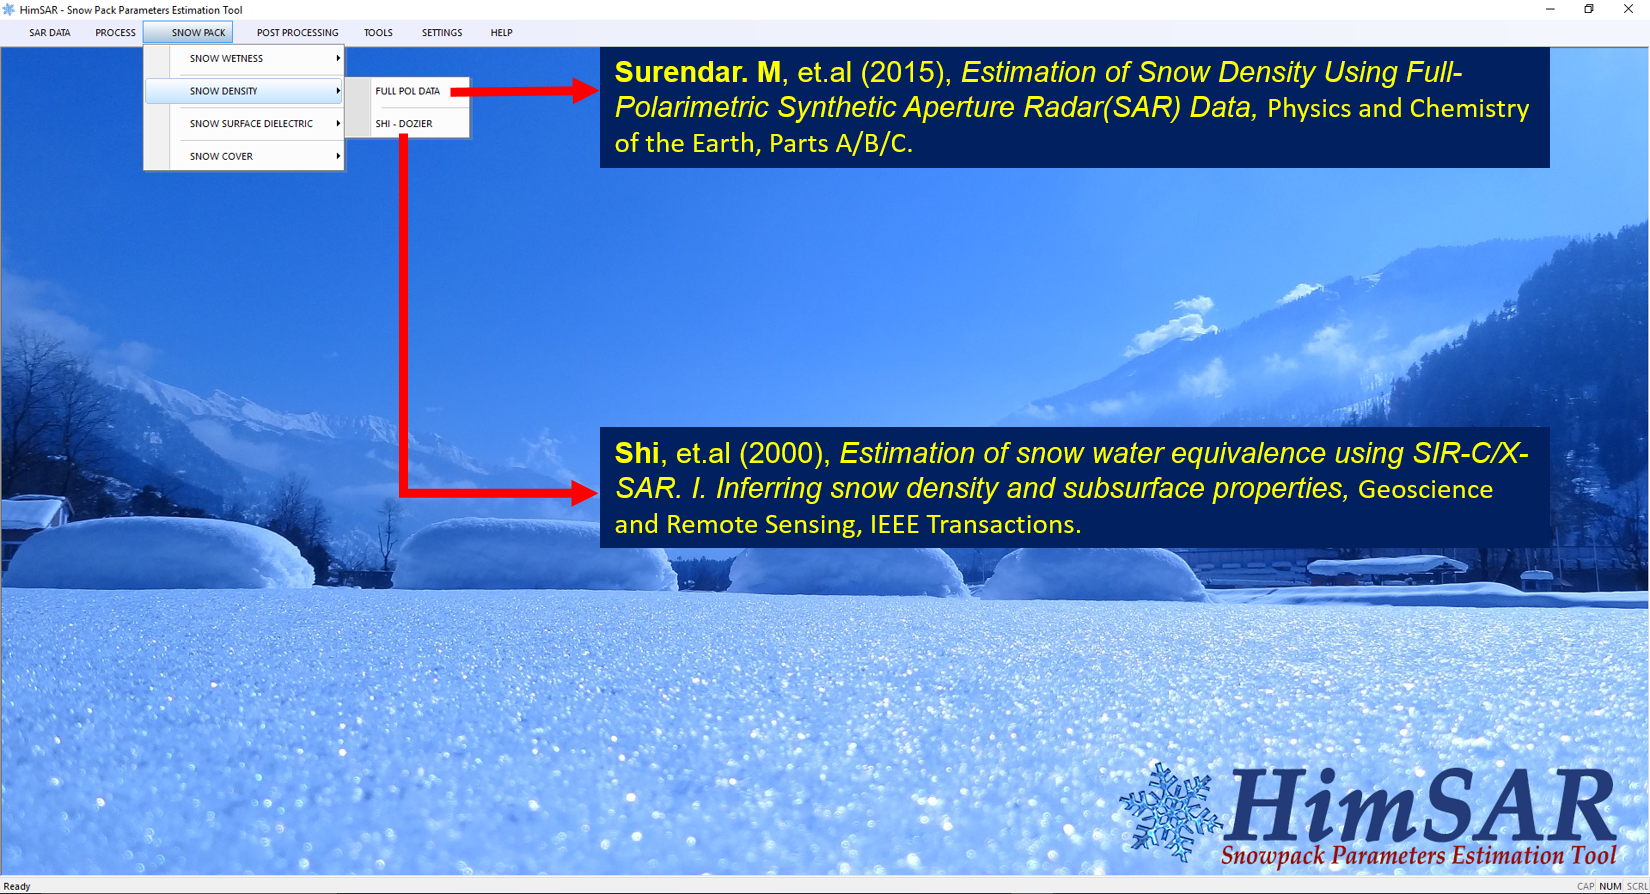 HimSAR - Snow Pack Parameters Estimation Tool
SAR DATA PROCESS SNOW PACK POST PROCESSING TOOLS SETTINGS HELP
SNOW WETNESS
SNOW DENSITY
SNOW SURFACE DIELECTRIC
SNOW COVER
FULL POL DATA
SHI - DOZIER
Surendar. M, et.al (2015), Estimation of Snow Density Using Full-
Polarimetric Synthetic Aperture Radar(SAR) Data, Physics and Chemistry
of the Earth, Parts A/B/C.
Shi, et.al (2000), Estimation of snow water equivalence using SIR-C/X-
SAR. I. Inferring snow density and subsurface properties, Geoscience
and Remote Sensing, IEEE Transactions.
HimSAR
Snowpack Parameters Estimation Tool
Ready
CAP NUM SCRL